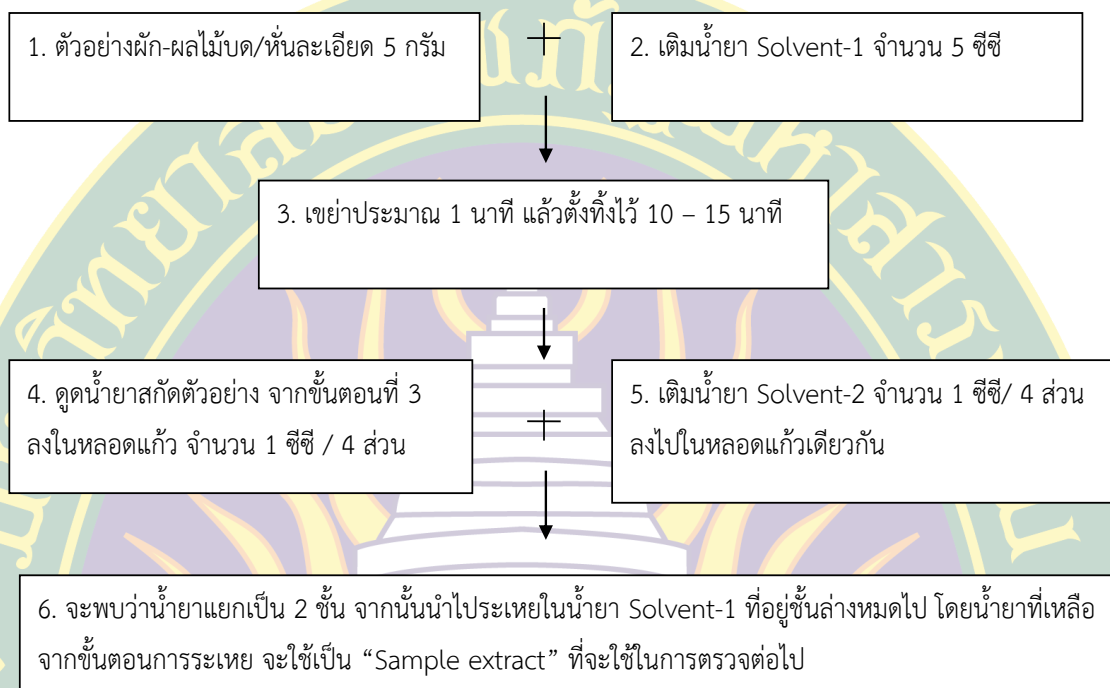 1. ตัวอย่างผัก-ผลไม้บด/หั่นละเอียด 5 กรัม
+
2. เติมน้ำยา Solvent-1 จำนวน 5 ซีซี
3. เขย่าประมาณ 1 นาที แล้วตั้งทิ้งไว้ 10 – 15 นาที
4. ดูดน้ำยาสกัดตัวอย่าง จากขั้นตอนที่ 3
ลงในหลอดแก้ว จำนวน 1 ซีซี / 4 ส่วน
+
5. เติมน้ำยา Solvent-2 จำนวน 1 ซีซี/ 4 ส่วน
ลงไปในหลอดแก้วเดียวกัน
6. จะพบว่าน้ำยาแยกเป็น 2 ชั้น จากนั้นนำไประเหยในน้ำยา Solvent-1 ที่อยู่ชั้นล่างหมดไป โดยน้ำยาที่เหลือ
จากขั้นตอนการระเหย จะใช้เป็น “Sample extract” ที่จะใช้ในการตรวจต่อไป